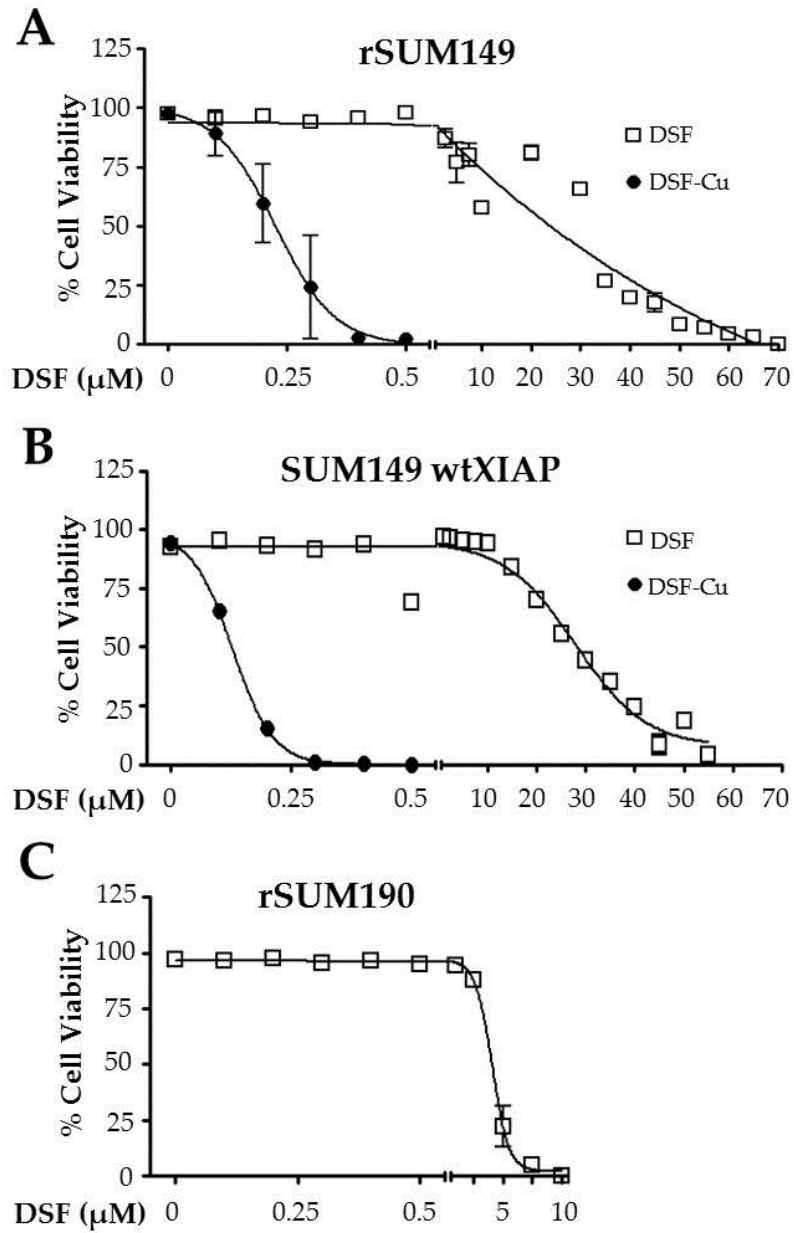 A
rSUM149
% Cell Viability
125
100
75
50
25
0
DSF
DSF-Cu
DSF (μM)
0 0.25 0.5 10 20 30 40 50 60 70
B
SUM149 wtXIAP
% Cell Viability
125
100
75
50
25
0
DSF
DSF-Cu
DSF (μM)
0 0.25 0.5 10 20 30 40 50 60 70
C
rSUM190
% Cell Viability
125
100
75
50
25
0
DSF (μM)
0 0.25 0.5 5 10